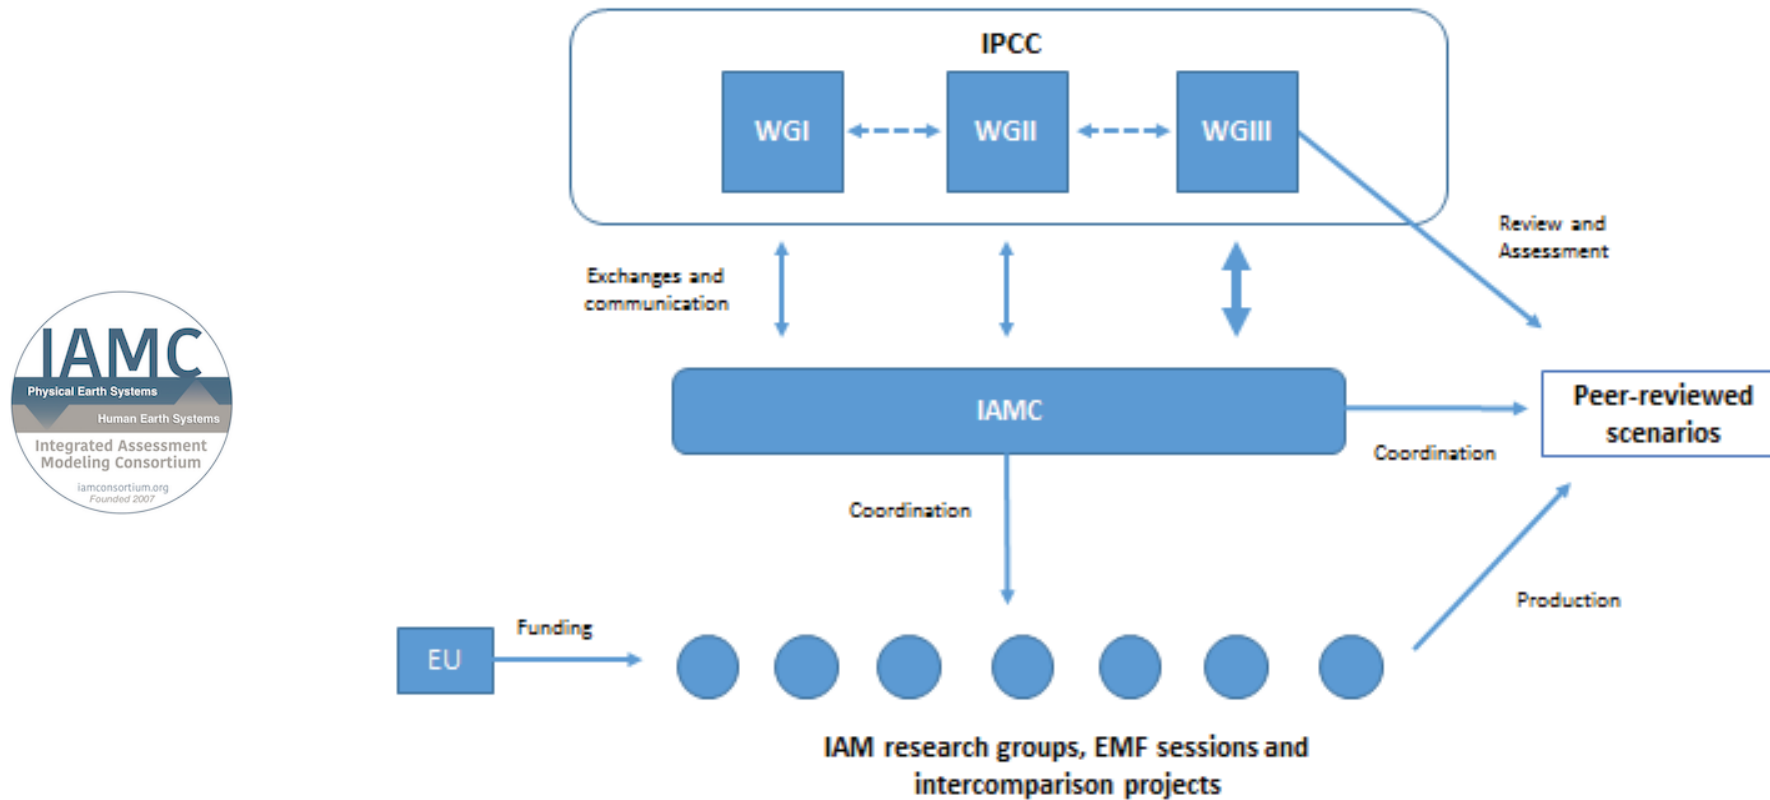 IPCC
WGI
WGII
WGIII
Review and
Assessment
Exchanges and
communication
IAMC
Physical Earth Systems
Human Earth Systems
Integrated Assessment
Modeling Consortium
iamconsortium.org
Founded 2007
IAMC
Peer-reviewed
scenarios
Coordination
Coordination
Production
Funding
EU
IAM research groups, EMF sessions and
intercomparison projects